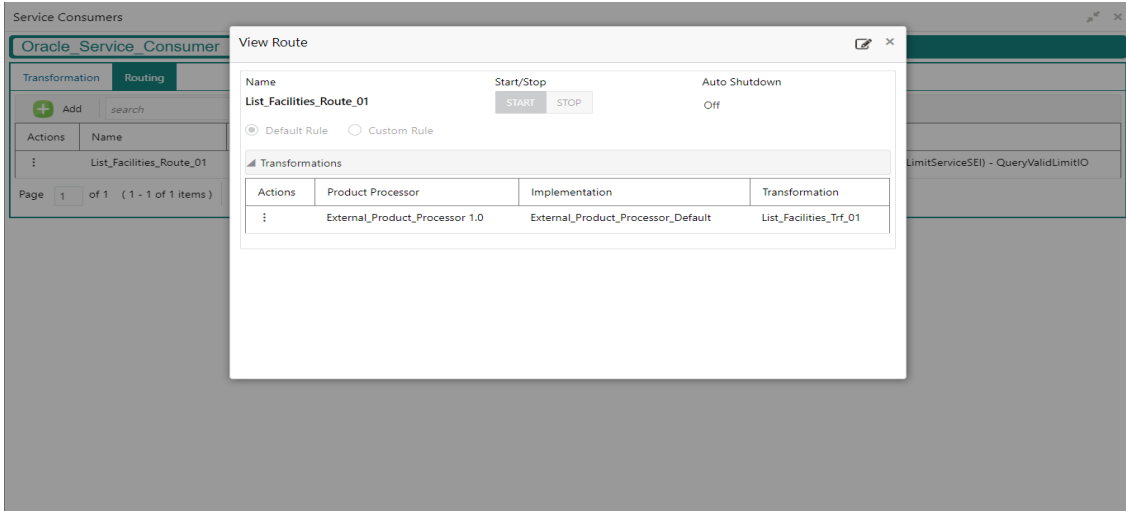 Service Consumers
Oracle_Service_Consumer
Transformation Routing
Add search
Actions Name
List_Facilities_Route_01 LimitServiceSEI) - QueryValidLimitIO
Page 1 of 1 ( 1 - 1 of 1 items )
View Route
Name Start/Stop Auto Shutdown
List_Facilities_Route_01 START STOP Off
Default Rule Custom Rule
Transformations
Actions Product Processor Implementation Transformation
External_Product_Processor 1.0 External_Product_Processor_Default List_Facilities_Trf_01